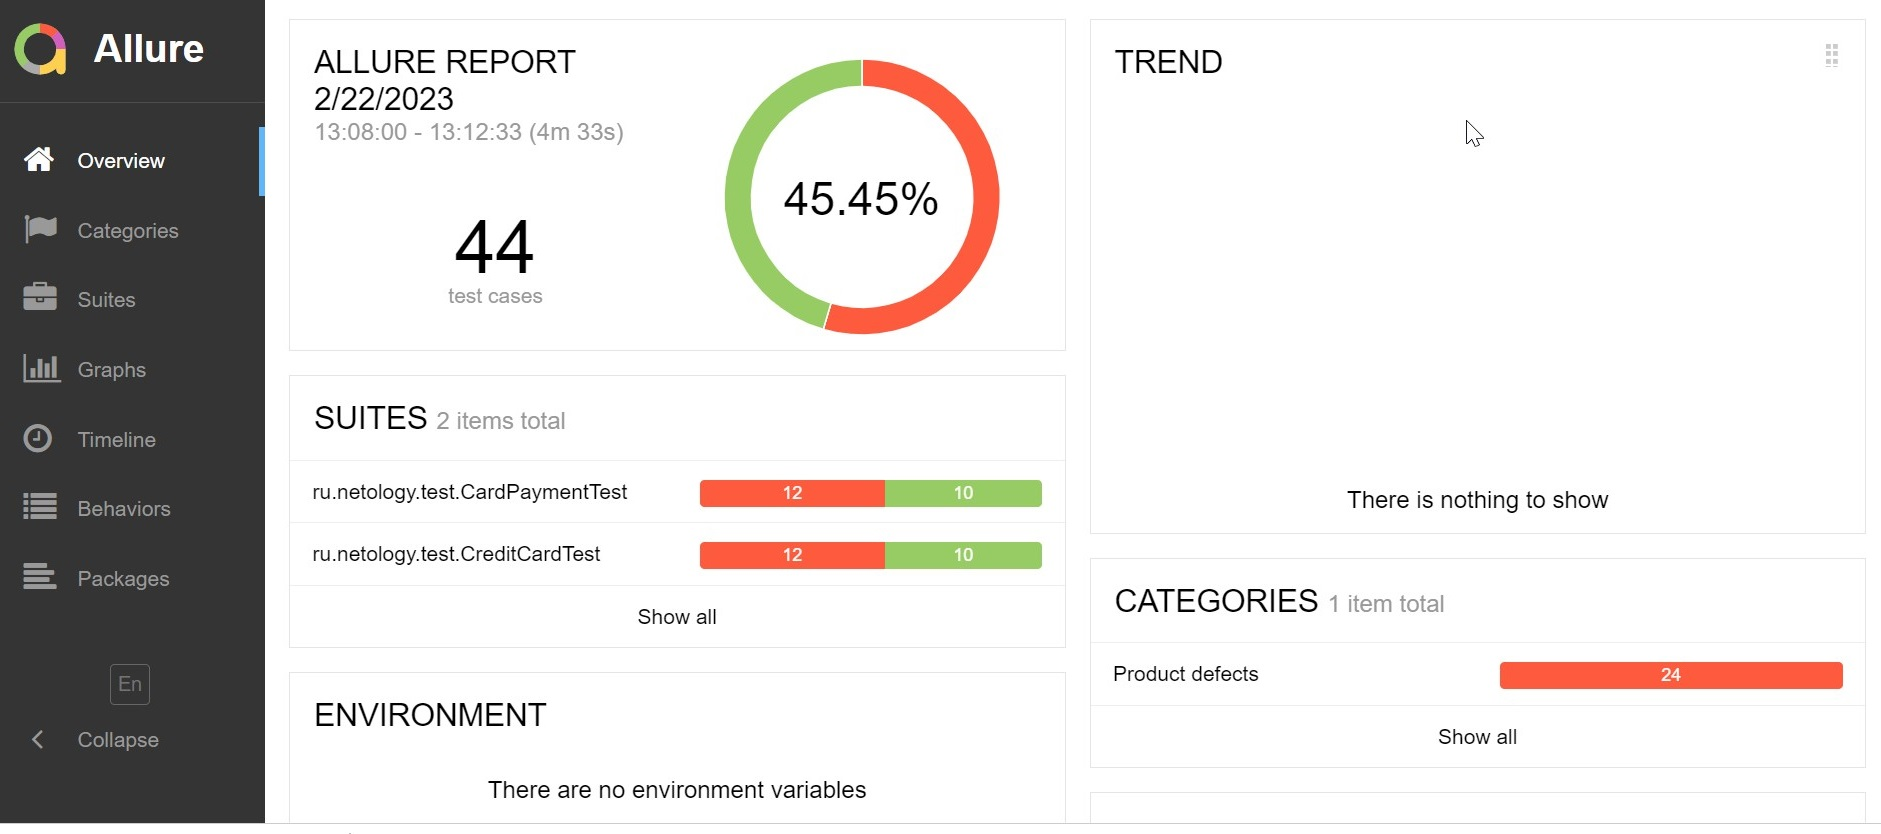 Allure
Overview
Categories
Suites
Graphs
Timeline
Behaviors
Packages
En
Collapse
ALLURE REPORT
2/22/2023
13:08:00 - 13:12:33 (4m 33s)
44
test cases
45.45%
SUITES 2 items total
ru.netology.test.CardPaymentTest 12 10
ru.netology.test.CreditCardTest 12 10
Show all
ENVIRONMENT
There are no environment variables
TREND
There is nothing to show
CATEGORIES 1 item total
Product defects 24
Show all